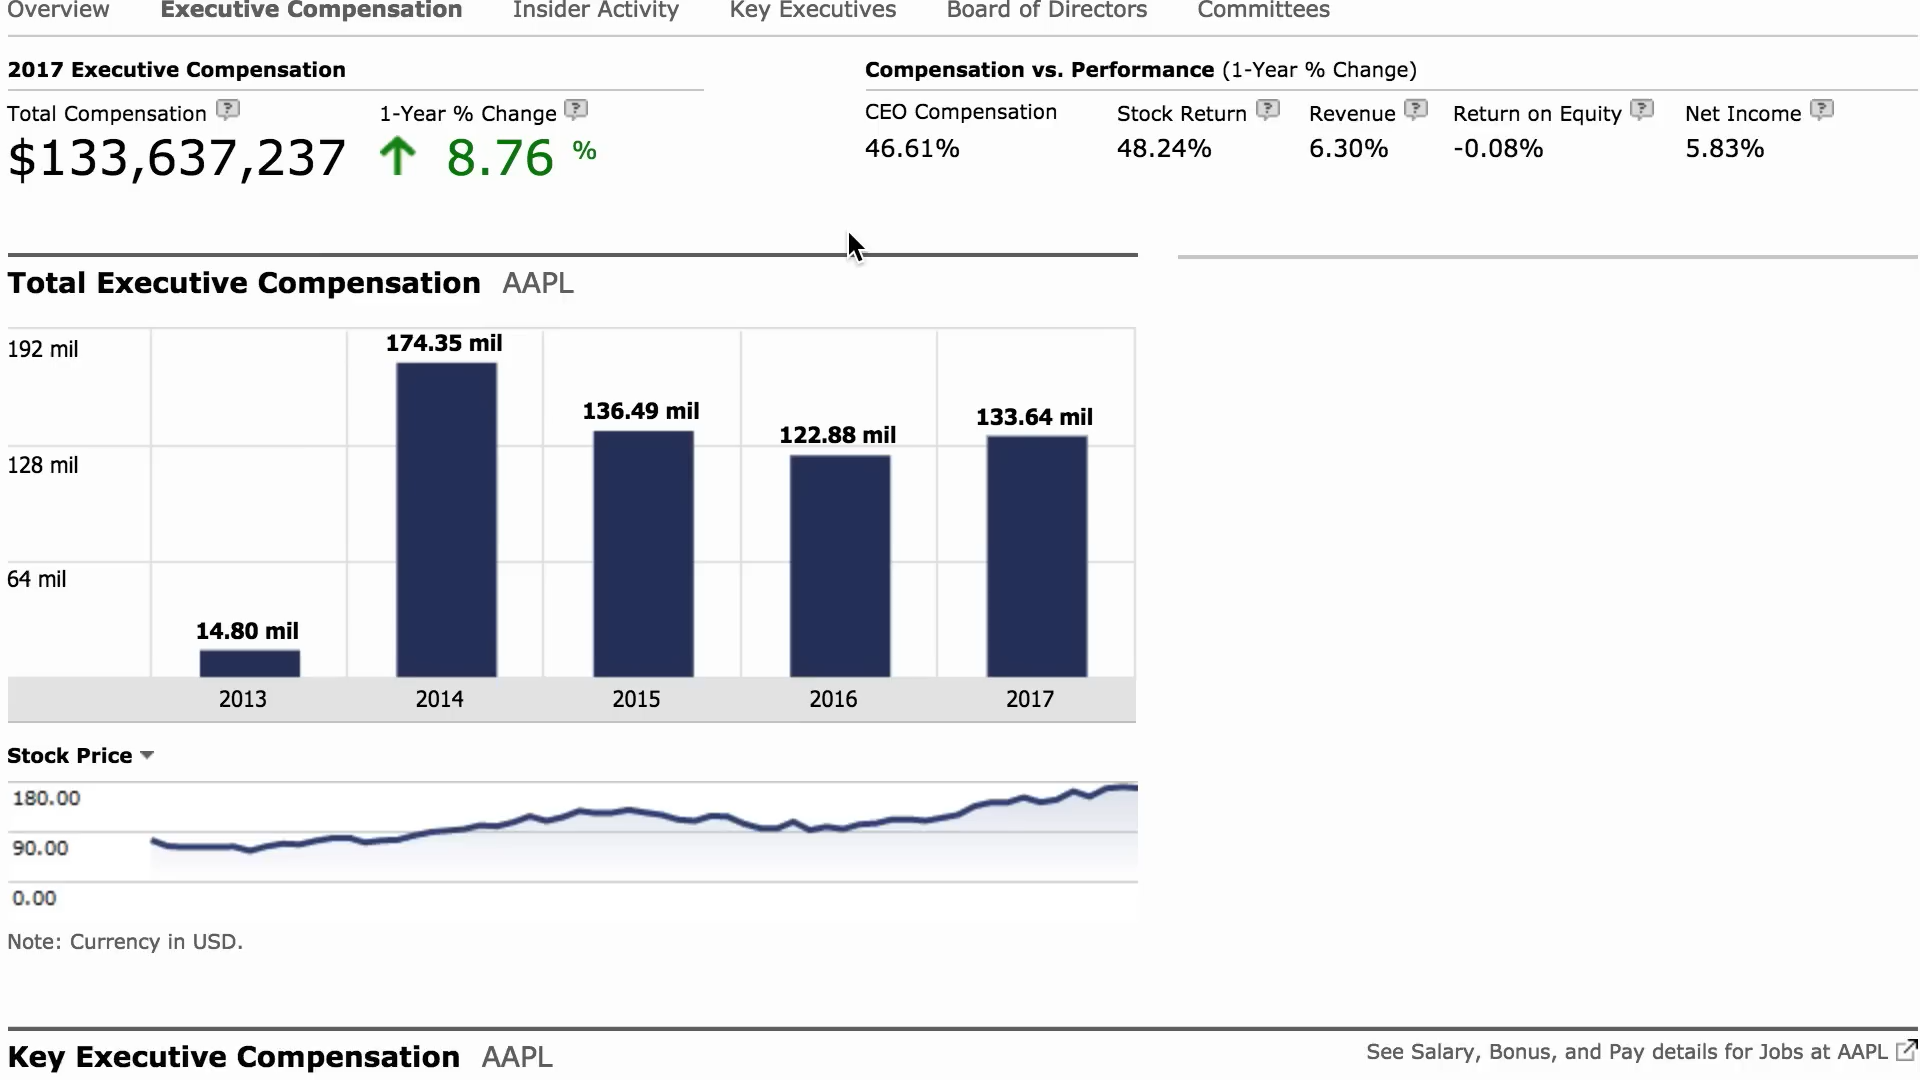 Overview Executive Compensation Insider Activity Key Executives Board of Directors Committees
2017 Executive Compensation
Total Compensation ? 1-Year % Change ?
$133,637,237 8.76 %
Compensation vs. Performance (1-Year % Change)
CEO Compensation Stock Return ? Revenue ? Return on Equity ? Net Income ?
46.61% 48.24% 6.30% -0.08% 5.83%
Total Executive Compensation AAPL
192 mil
128 mil
64 mil
14.80 mil
174.35 mil
136.49 mil
122.88 mil
133.64 mil
2013 2014 2015 2016 2017
Stock Price
180.00
90.00
0.00
Note: Currency in USD.
Key Executive Compensation AAPL
See Salary, Bonus, and Pay details for Jobs at AAPL